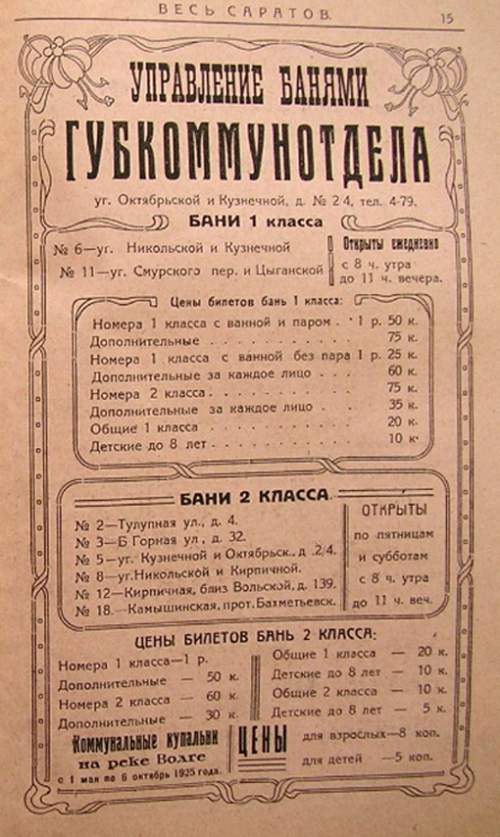 ВЕСЬ САРАТОВ. 15
УПРАВЛЕНИЕ БАНЯМИ
ГУБКОММУНОТДЕЛА
уг. Октябрьской и Кузнечной, д. № 24, тел. 4-79.
БАНИ 1 класса
№ 6—уг. Никольской и Кузнечной
№ 11—уг. Смурского пер. и Цыганской
Открыты ежедневно
с 8 ч. утра
до 11 ч. вечера.
Цены билетов бань 1 класса:
Номера 1 класса с ванной и паром . . 1 р. 50 к.
Дополнительные . . . . . . . . . . 75 к.
Номера 1 класса с ванной без пара 1 р. 25 к.
Дополнительные за каждое лицо . . . 60 к.
Номера 2 класса . . . . . . . . . . 75 к.
Дополнительные за каждое лицо . . . 35 к.
Общие 1 класса . . . . . . . . . . 20 к.
Детские до 8 лет . . . . . . . . . 10 к.
БАНИ 2 КЛАССА.
№ 2—Тулупная ул., д. 4.
№ 3—Б Горная ул., д. 32.
№ 5—уг. Кузнечной и Октябрьск., д. 2/4.
№ 8—уг. Никольской и Кирпичной.
№ 12—Кирпичная, близ Вольской, д. 139.
№ 18.—Камышинская, прот. Бахметьевск.
ОТКРЫТЫ
по пятницам
и субботам
с 8 ч. утра
до 11 ч. веч.
ЦЕНЫ БИЛЕТОВ БАНЬ 2 КЛАССА:
Номера 1 класса—1 р.
Дополнительные — 50 к.
Номера 2 класса — 60 к.
Дополнительные — 30 к.
Общие 1 класса — 20 к.
Детские до 8 лет — 10 к.
Общие 2 класса — 10 к.
Детские до 8 лет — 5 к.
Коммунальные купальни
на реке Волге
с 1 мая по 6 октябрь 1925 года.
ЦЕНЫ
для взрослых—8 коп.
для детей —5 коп.